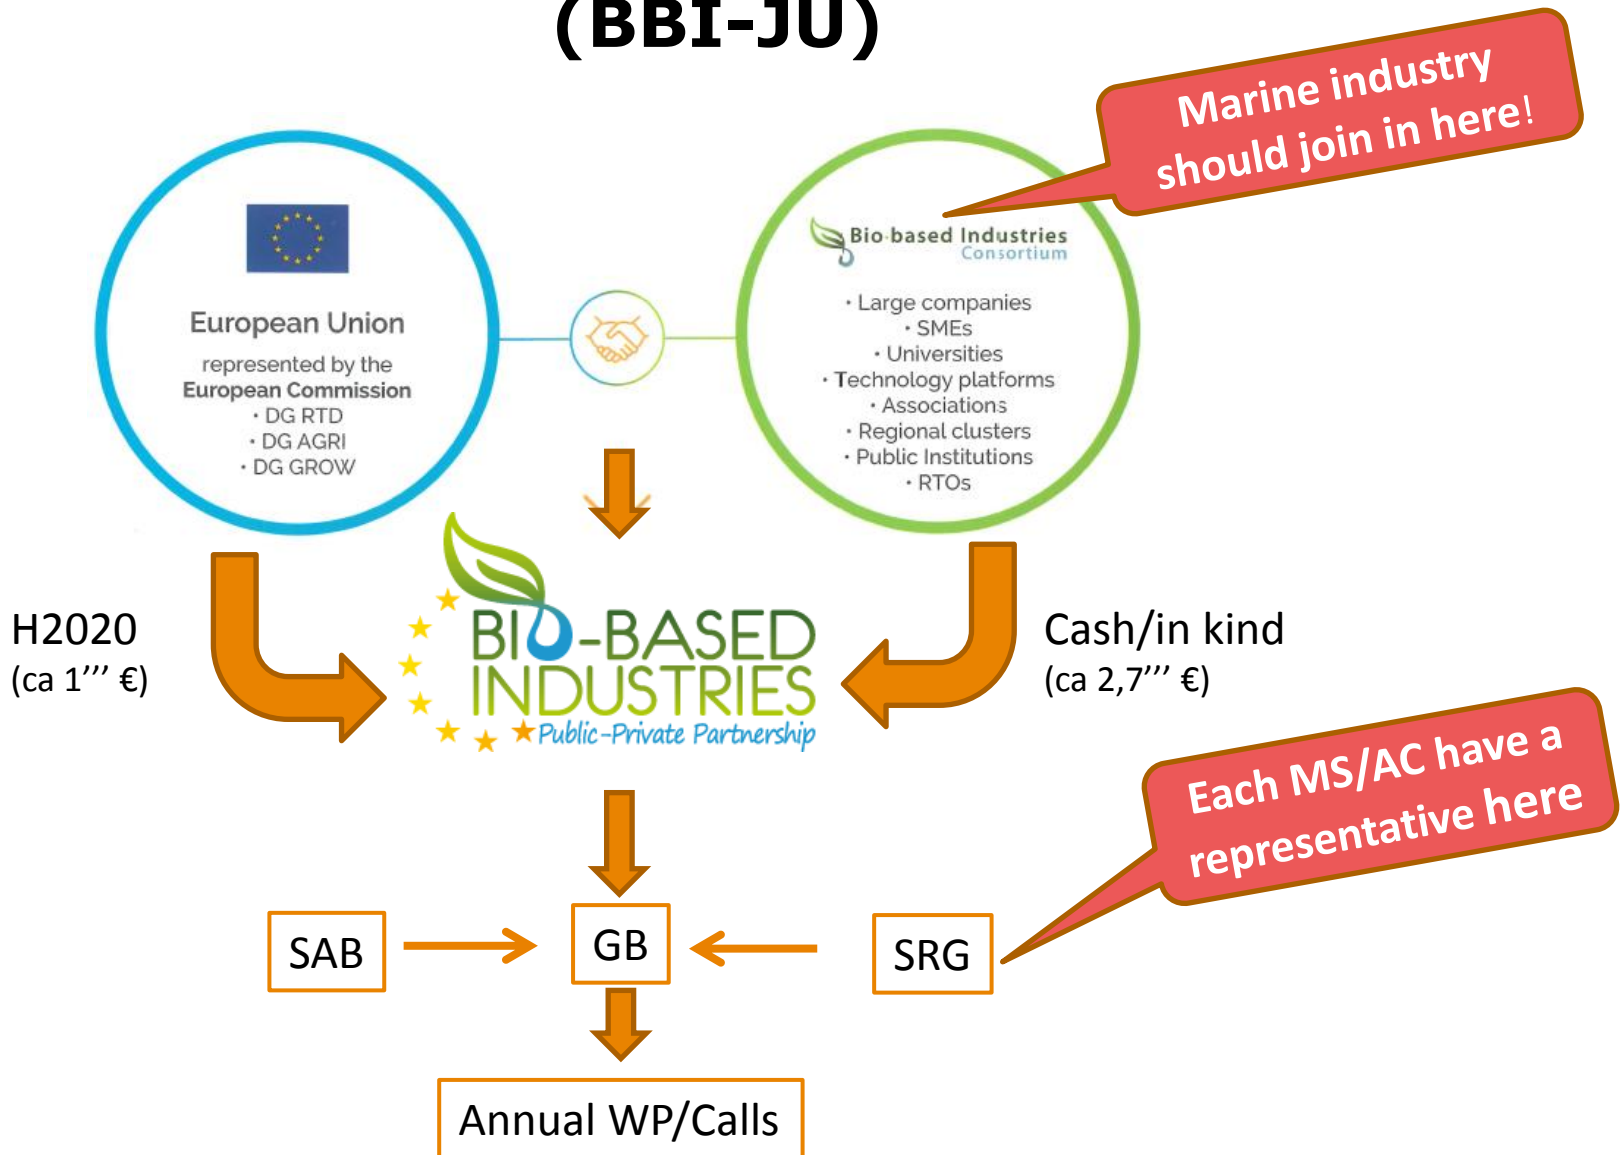 (BBI-JU)
Marine industry
should join in here!
European Union
represented by the
European Commission
· DG RTD
· DG AGRI
· DG GROW
Bio-based Industries
Consortium
· Large companies
· SMEs
· Universities
· Technology platforms
· Associations
· Regional clusters
· Public Institutions
· RTOs
H2020
(ca 1’’’ €)
BIO-BASED
INDUSTRIES
Public-Private Partnership
Cash/in kind
(ca 2,7’’’ €)
Each MS/AC have a
representative here
SAB
GB
SRG
Annual WP/Calls